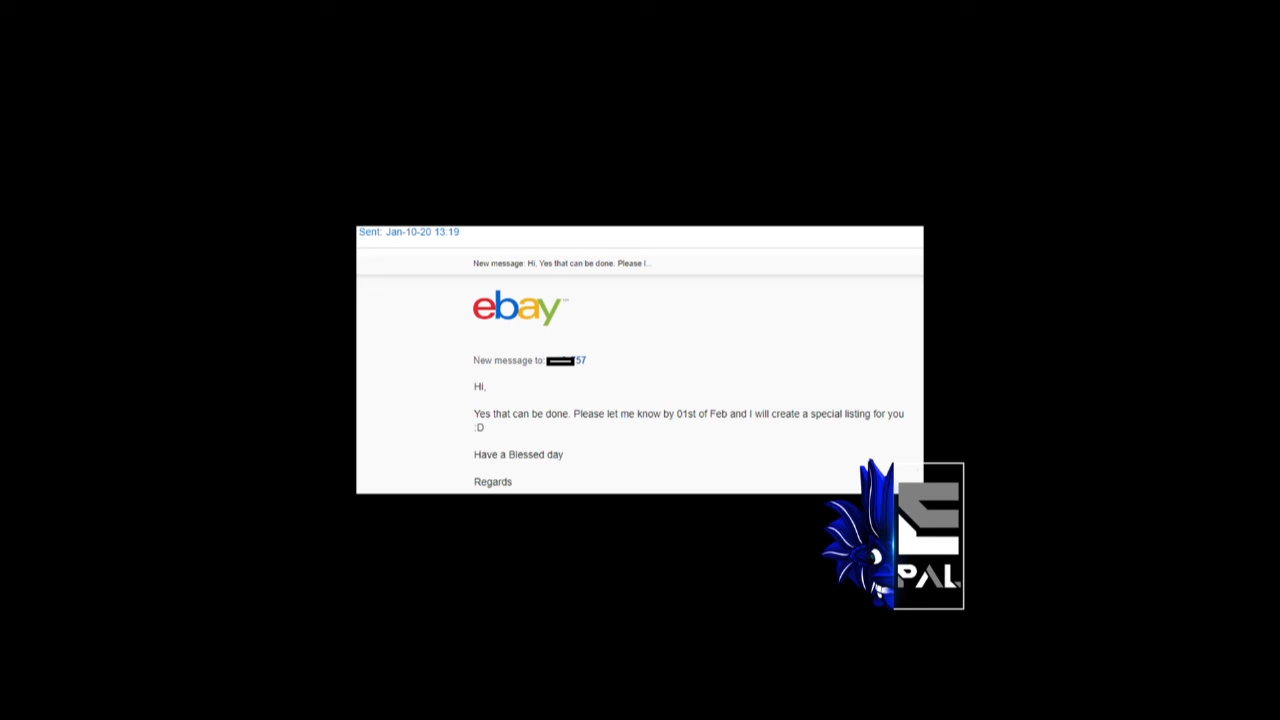 Sent: Jan-10-20 13:19
New message: Hi, Yes that can be done. Please l...
ebay™
New message to: 57
Hi,
Yes that can be done. Please let me know by 01st of Feb and I will create a special listing for you
:D
Have a Blessed day
Regards
E
PAL